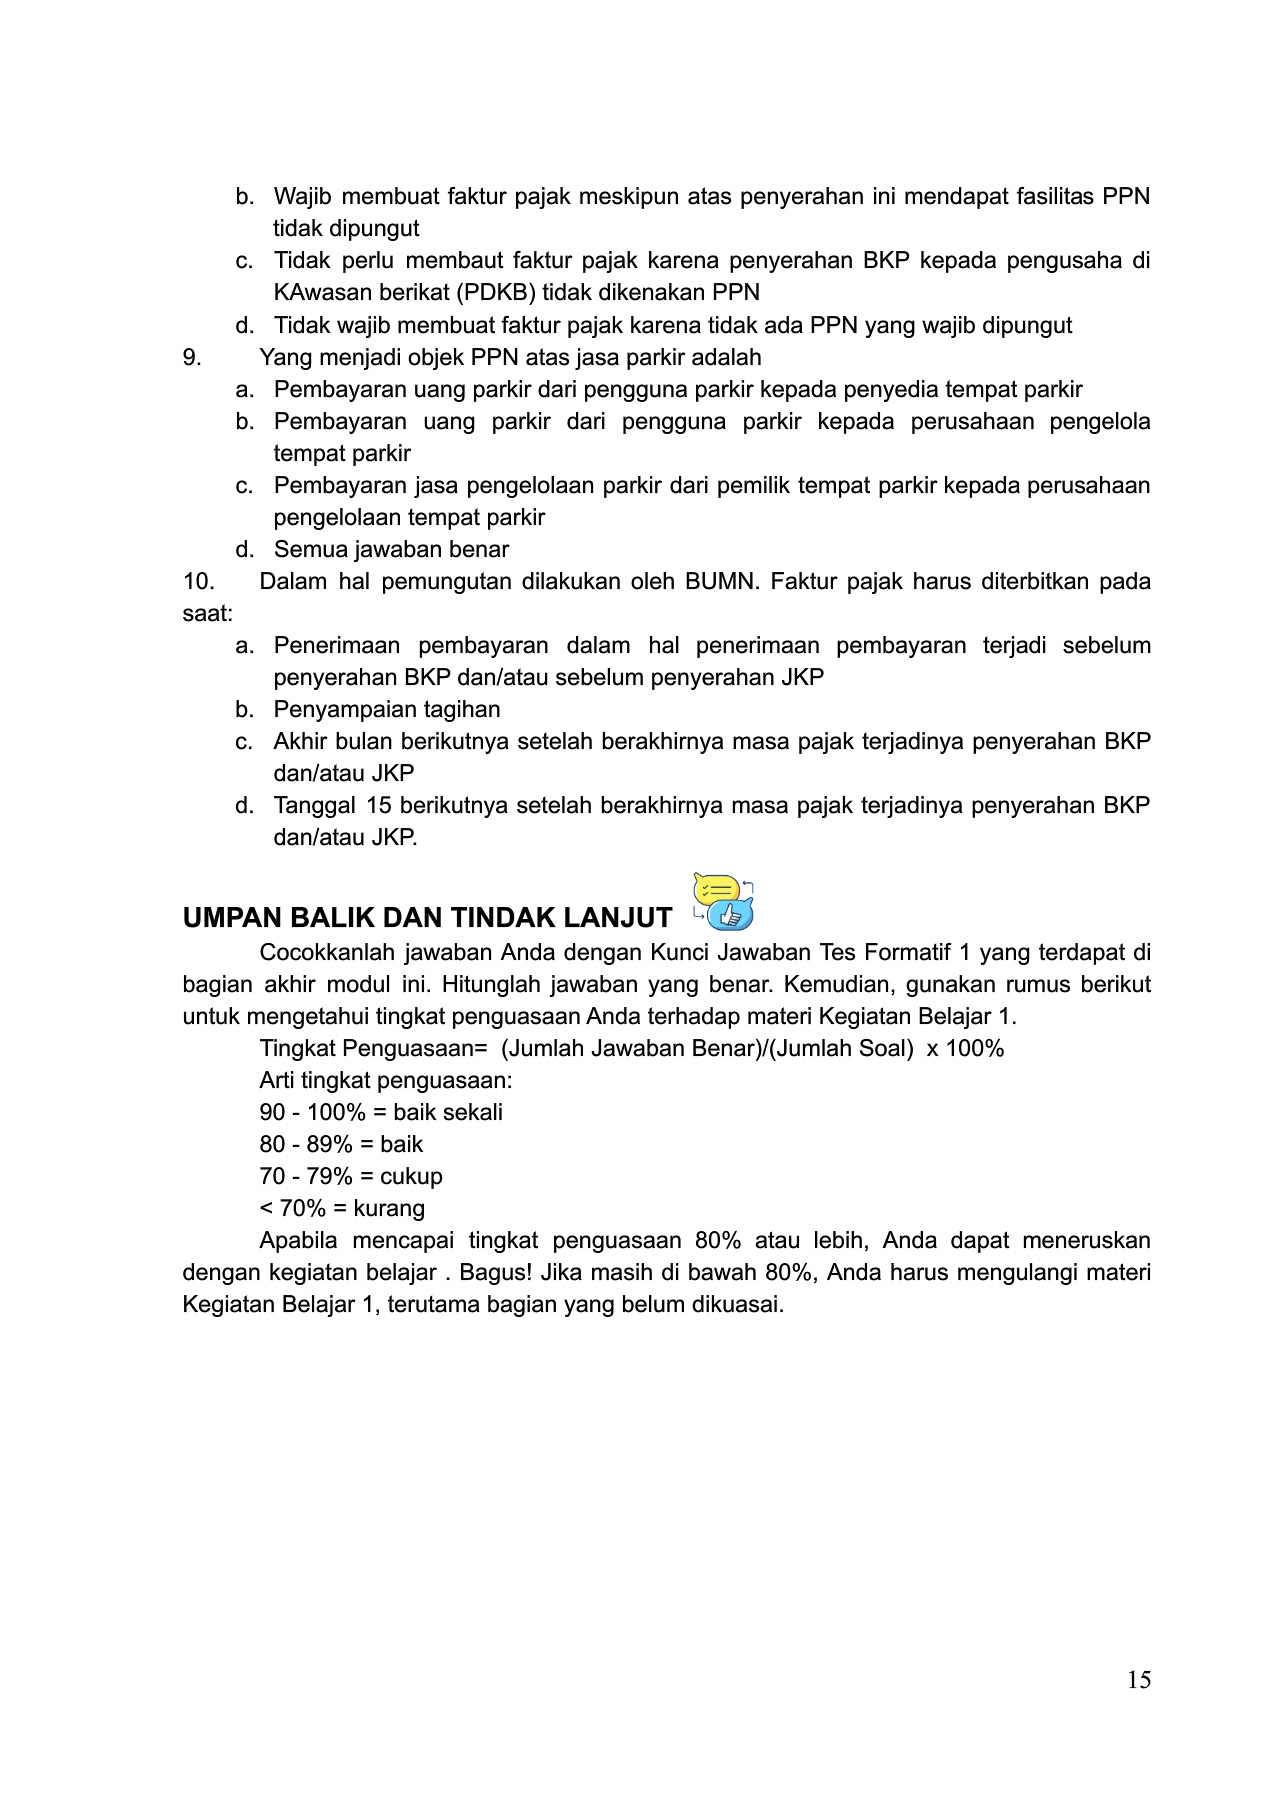 b. Wajib membuat faktur pajak meskipun atas penyerahan ini mendapat fasilitas PPN
tidak dipungut
c. Tidak perlu membaut faktur pajak karena penyerahan BKP kepada pengusaha di
KAwasan berikat (PDKB) tidak dikenakan PPN
d. Tidak wajib membuat faktur pajak karena tidak ada PPN yang wajib dipungut
9. Yang menjadi objek PPN atas jasa parkir adalah
a. Pembayaran uang parkir dari pengguna parkir kepada penyedia tempat parkir
b. Pembayaran uang parkir dari pengguna parkir kepada perusahaan pengelola
tempat parkir
c. Pembayaran jasa pengelolaan parkir dari pemilik tempat parkir kepada perusahaan
pengelolaan tempat parkir
d. Semua jawaban benar
10. Dalam hal pemungutan dilakukan oleh BUMN. Faktur pajak harus diterbitkan pada
saat:
a. Penerimaan pembayaran dalam hal penerimaan pembayaran terjadi sebelum
penyerahan BKP dan/atau sebelum penyerahan JKP
b. Penyampaian tagihan
c. Akhir bulan berikutnya setelah berakhirnya masa pajak terjadinya penyerahan BKP
dan/atau JKP
d. Tanggal 15 berikutnya setelah berakhirnya masa pajak terjadinya penyerahan BKP
dan/atau JKP.
UMPAN BALIK DAN TINDAK LANJUT
Cocokkanlah jawaban Anda dengan Kunci Jawaban Tes Formatif 1 yang terdapat di
bagian akhir modul ini. Hitunglah jawaban yang benar. Kemudian, gunakan rumus berikut
untuk mengetahui tingkat penguasaan Anda terhadap materi Kegiatan Belajar 1.
Tingkat Penguasaan= (Jumlah Jawaban Benar)/(Jumlah Soal) x 100%
Arti tingkat penguasaan:
90 - 100% = baik sekali
80 - 89% = baik
70 - 79% = cukup
< 70% = kurang
Apabila mencapai tingkat penguasaan 80% atau lebih, Anda dapat meneruskan
dengan kegiatan belajar . Bagus! Jika masih di bawah 80%, Anda harus mengulangi materi
Kegiatan Belajar 1, terutama bagian yang belum dikuasai.
15